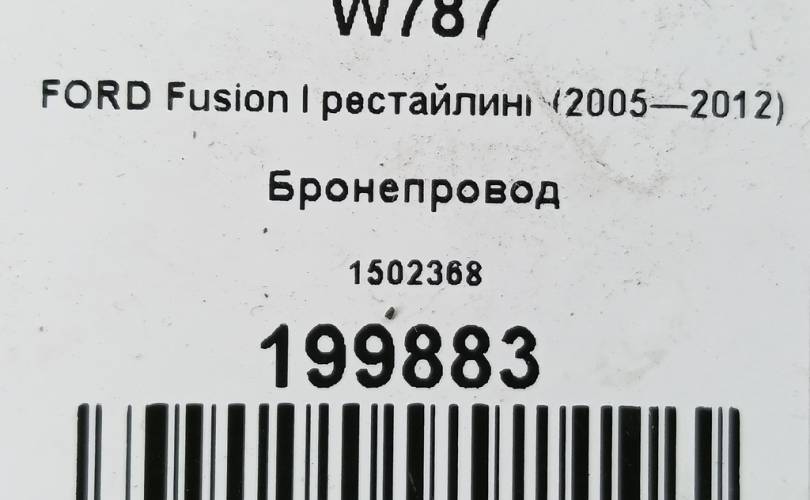 W787
FORD Fusion I рестайлинг (2005—2012)
Бронепровод
1502368
199883